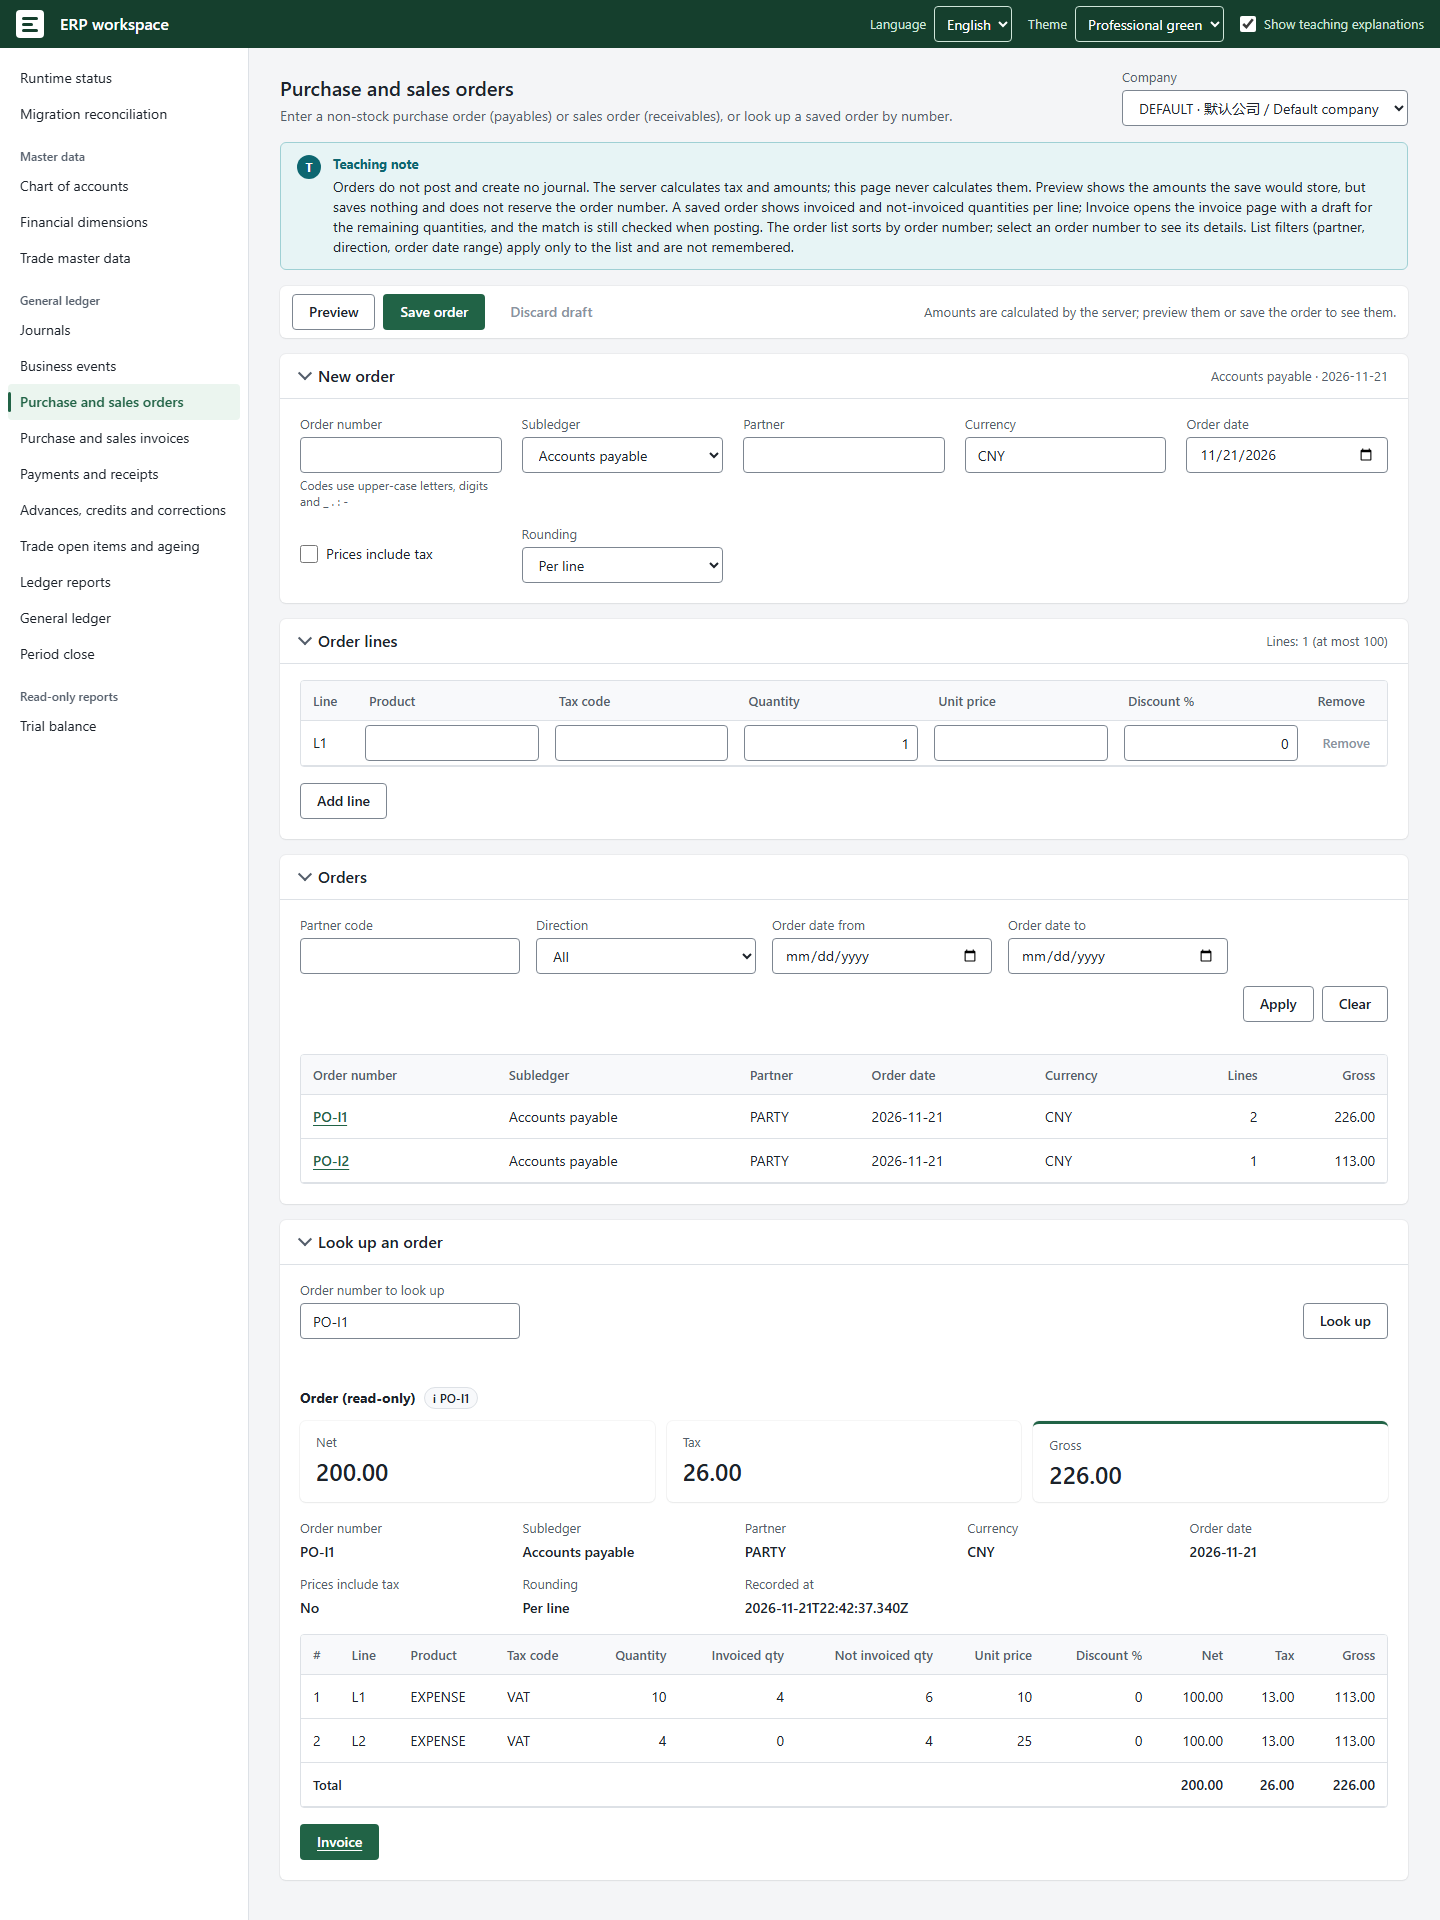 ERP workspace
Language English Theme Professional green Show teaching explanations
Runtime status
Migration reconciliation
Master data
Chart of accounts
Financial dimensions
Trade master data
General ledger
Journals
Business events
Purchase and sales orders
Purchase and sales invoices
Payments and receipts
Advances, credits and corrections
Trade open items and ageing
Ledger reports
General ledger
Period close
Read-only reports
Trial balance
Purchase and sales orders
Enter a non-stock purchase order (payables) or sales order (receivables), or look up a saved order by number.
Company
DEFAULT · 默认公司 / Default company
T
Teaching note
Orders do not post and create no journal. The server calculates tax and amounts; this page never calculates them. Preview shows the amounts the save would store, but
saves nothing and does not reserve the order number. A saved order shows invoiced and not-invoiced quantities per line; Invoice opens the invoice page with a draft for
the remaining quantities, and the match is still checked when posting. The order list sorts by order number; select an order number to see its details. List filters (partner,
direction, order date range) apply only to the list and are not remembered.
Preview Save order Discard draft Amounts are calculated by the server; preview them or save the order to see them.
New order Accounts payable · 2026-11-21
Order number Subledger Partner Currency Order date
Accounts payable CNY 11/21/2026
Codes use upper-case letters, digits
and _ . : -
Prices include tax
Rounding
Per line
Order lines Lines: 1 (at most 100)
Line Product Tax code Quantity Unit price Discount % Remove
L1 1 0 Remove
Add line
Orders
Partner code Direction Order date from Order date to
All mm/dd/yyyy mm/dd/yyyy
Apply Clear
Order number Subledger Partner Order date Currency Lines Gross
PO-I1 Accounts payable PARTY 2026-11-21 CNY 2 226.00
PO-I2 Accounts payable PARTY 2026-11-21 CNY 1 113.00
Look up an order
Order number to look up
PO-I1 Look up
Order (read-only) i PO-I1
Net Tax Gross
200.00 26.00 226.00
Order number Subledger Partner Currency Order date
PO-I1 Accounts payable PARTY CNY 2026-11-21
Prices include tax Rounding Recorded at
No Per line 2026-11-21T22:42:37.340Z
# Line Product Tax code Quantity Invoiced qty Not invoiced qty Unit price Discount % Net Tax Gross
1 L1 EXPENSE VAT 10 4 6 10 0 100.00 13.00 113.00
2 L2 EXPENSE VAT 4 0 4 25 0 100.00 13.00 113.00
Total 200.00 26.00 226.00
Invoice